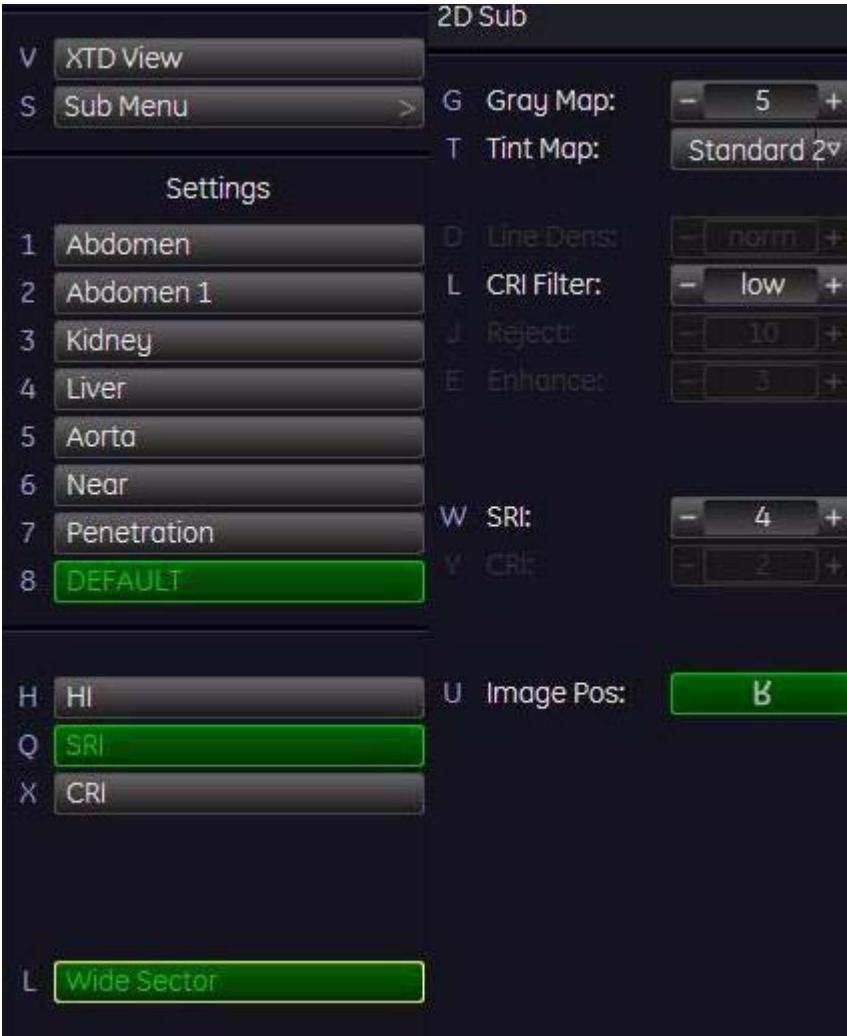 V XTD View
S Sub Menu >
Settings
1 Abdomen
2 Abdomen 1
3 Kidney
4 Liver
5 Aorta
6 Near
7 Penetration
8 DEFAULT
H HI
Q SRI
X CRI
L Wide Sector
2D Sub
G Gray Map: - 5 +
T Tint Map: Standard 2
D Line Dens: - norm +
L CRI Filter: - low +
J Reject: - 10 +
E Enhance: - 3 +
W SRI: - 4 +
Y CRI: - 2 +
U Image Pos: R